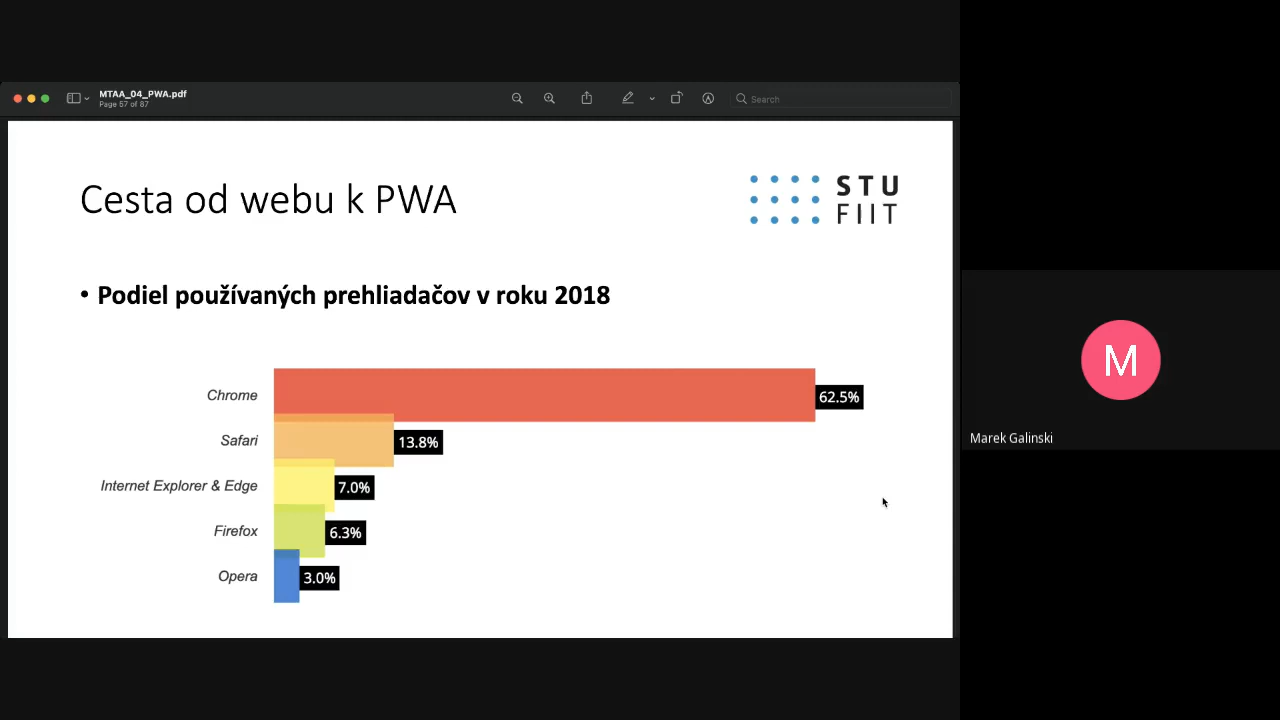 MTAA_04_PWA.pdf
Page 57 of 87
Search
Cesta od webu k PWA
STU
FIIT
• Podiel používaných prehliadačov v roku 2018
Chrome 62.5%
Safari 13.8%
Internet Explorer & Edge 7.0%
Firefox 6.3%
Opera 3.0%
M
Marek Galinski